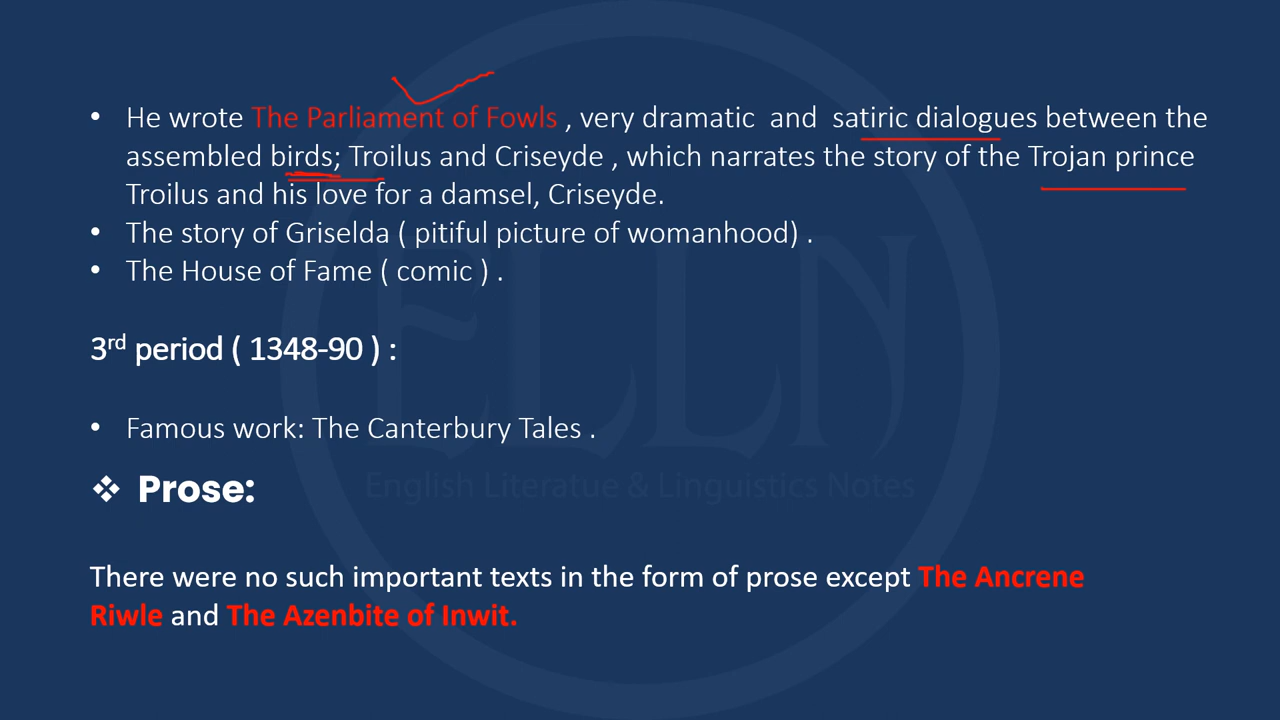 • He wrote The Parliament of Fowls , very dramatic and satiric dialogues between the
assembled birds; Troilus and Criseyde , which narrates the story of the Trojan prince
Troilus and his love for a damsel, Criseyde.
• The story of Griselda ( pitiful picture of womanhood) .
• The House of Fame ( comic ) .
3rd period ( 1348-90 ) :
• Famous work: The Canterbury Tales .
❖ Prose:
ELLN
English Literatue & Linguistics Notes
There were no such important texts in the form of prose except The Ancrene
Riwle and The Azenbite of Inwit.